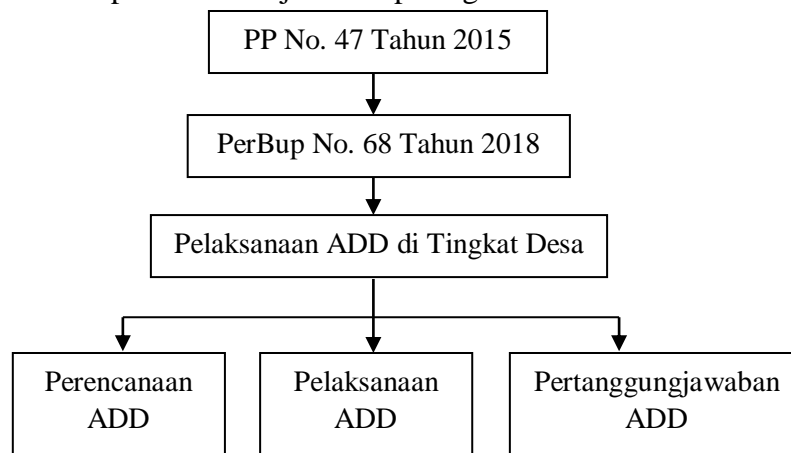 PP No. 47 Tahun 2015
PerBup No. 68 Tahun 2018
Pelaksanaan ADD di Tingkat Desa
Perencanaan
ADD
Pelaksanaan
ADD
Pertanggungjawaban
ADD